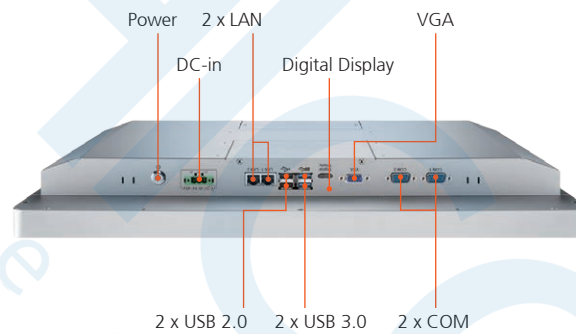 Power
2 x LAN
VGA
DC-in
Digital Display
2 x USB 2.0
2 x USB 3.0
2 x COM